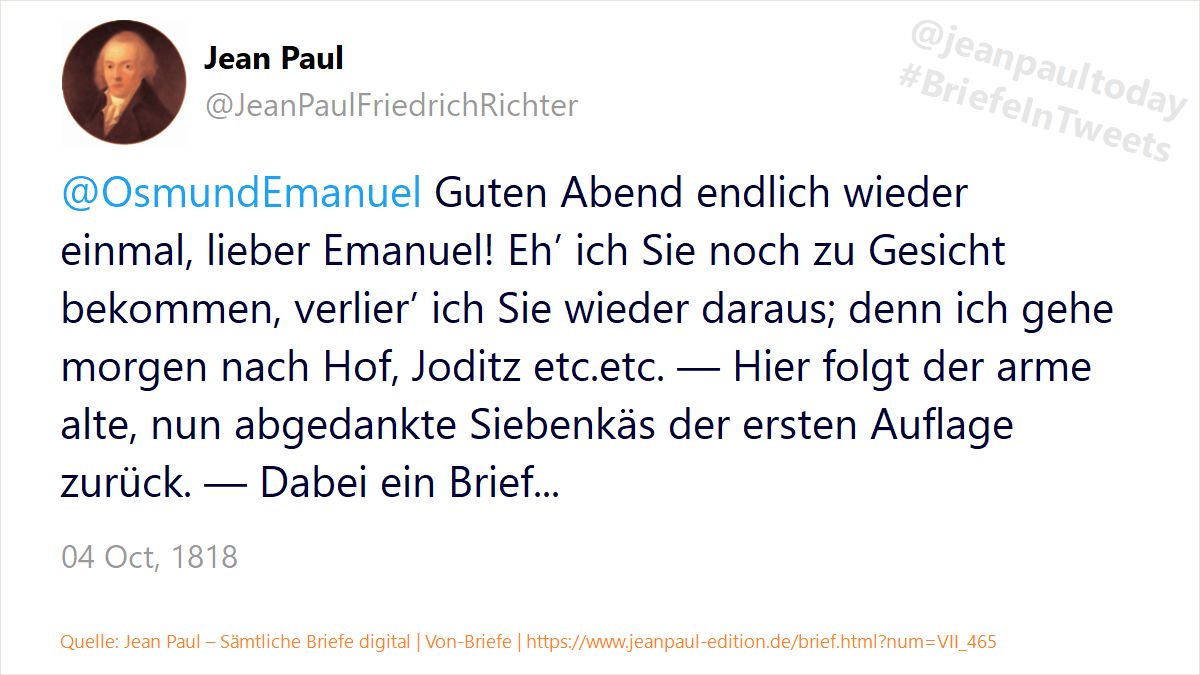 Jean Paul
@JeanPaulFriedrichRichter
@jeanpaultoday
#BriefeInTweets
@OsmundEmanuel Guten Abend endlich wieder
einmal, lieber Emanuel! Eh’ ich Sie noch zu Gesicht
bekommen, verlier’ ich Sie wieder daraus; denn ich gehe
morgen nach Hof, Joditz etc.etc. — Hier folgt der arme
alte, nun abgedankte Siebenkäs der ersten Auflage
zurück. — Dabei ein Brief...
04 Oct, 1818
Quelle: Jean Paul – Sämtliche Briefe digital | Von-Briefe | https://www.jeanpaul-edition.de/brief.html?num=VII_465